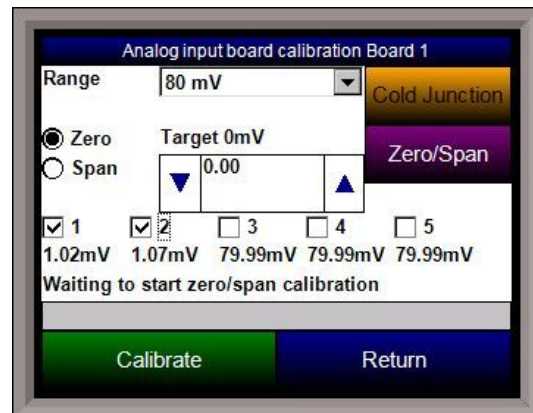 Analog input board calibration Board 1
Range 80 mV Cold Junction
Zero Target 0mV Zero/Span
Span 0.00
1 2 3 4 5
1.02mV 1.07mV 79.99mV 79.99mV 79.99mV
Waiting to start zero/span calibration
Calibrate Return